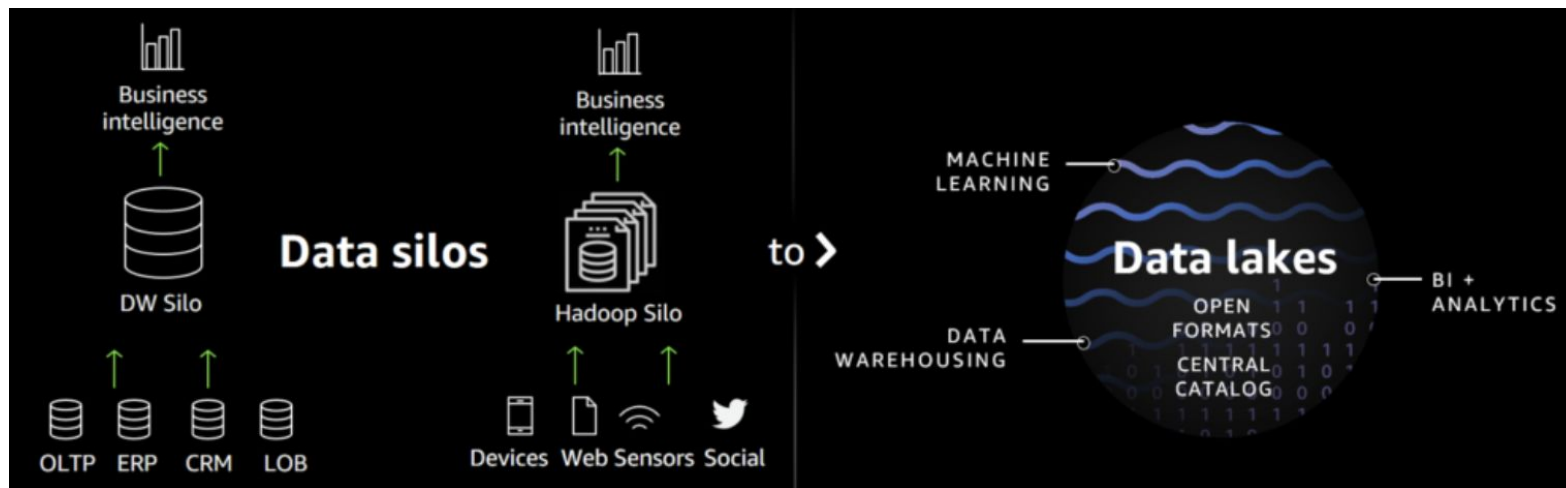 Business
intelligence
DW Silo
OLTP ERP CRM LOB
Data silos
Business
intelligence
Hadoop Silo
Devices Web Sensors Social
to
MACHINE
LEARNING
DATA
WAREHOUSING
Data lakes
OPEN
FORMATS
CENTRAL
CATALOG
BI +
ANALYTICS